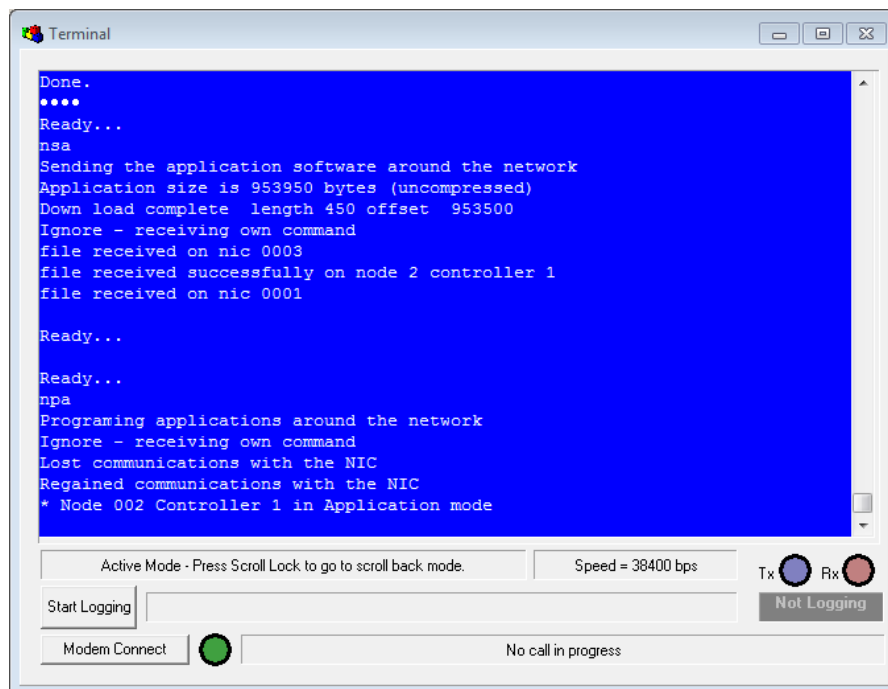 Terminal
Done.
••••
Ready...
nsa
Sending the application software around the network
Application size is 953950 bytes (uncompressed)
Down load complete  length 450 offset  953500
Ignore - receiving own command
file received on nic 0003
file received successfully on node 2 controller 1
file received on nic 0001
Ready...
Ready...
npa
Programing applications around the network
Ignore - receiving own command
Lost communications with the NIC
Regained communications with the NIC
* Node 002 Controller 1 in Application mode
Active Mode - Press Scroll Lock to go to scroll back mode.
Speed = 38400 bps
Tx
Rx
Start Logging
Not Logging
Modem Connect
No call in progress